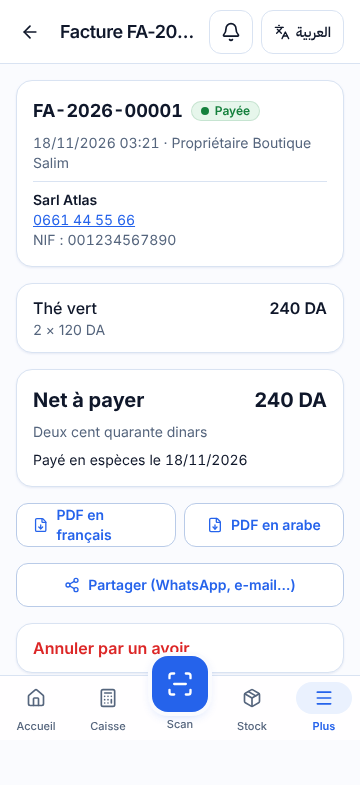 Facture FA-20...
العربية
FA-2026-00001
Payée
18/11/2026 03:21 · Propriétaire Boutique
Salim
Sarl Atlas
0661 44 55 66
NIF : 001234567890
Thé vert
240 DA
2 × 120 DA
Net à payer
240 DA
Deux cent quarante dinars
Payé en espèces le 18/11/2026
PDF en
français
PDF en arabe
Partager (WhatsApp, e-mail...)
Annuler par un avoir
Accueil
Caisse
Scan
Stock
Plus